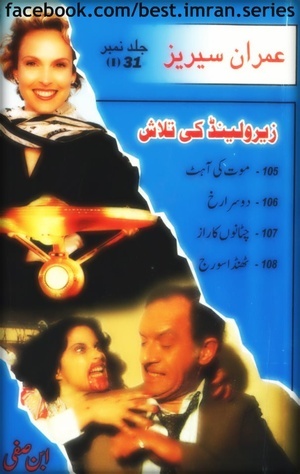 facebook.com/best.imran.series
عمران سیریز
جلد نمبر
31 (I)
زیرولینڈ کی تلاش
105- موت کی آہٹ
106- دوسرا رخ
107- چٹانوں کا راز
108- ٹھنڈا سورج
ابن صفی